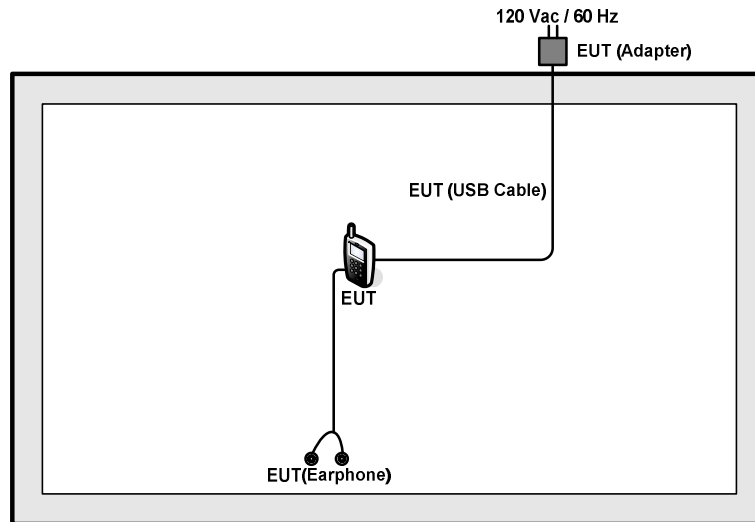 120 Vac / 60 Hz
EUT (Adapter)
EUT (USB Cable)
EUT
EUT(Earphone)